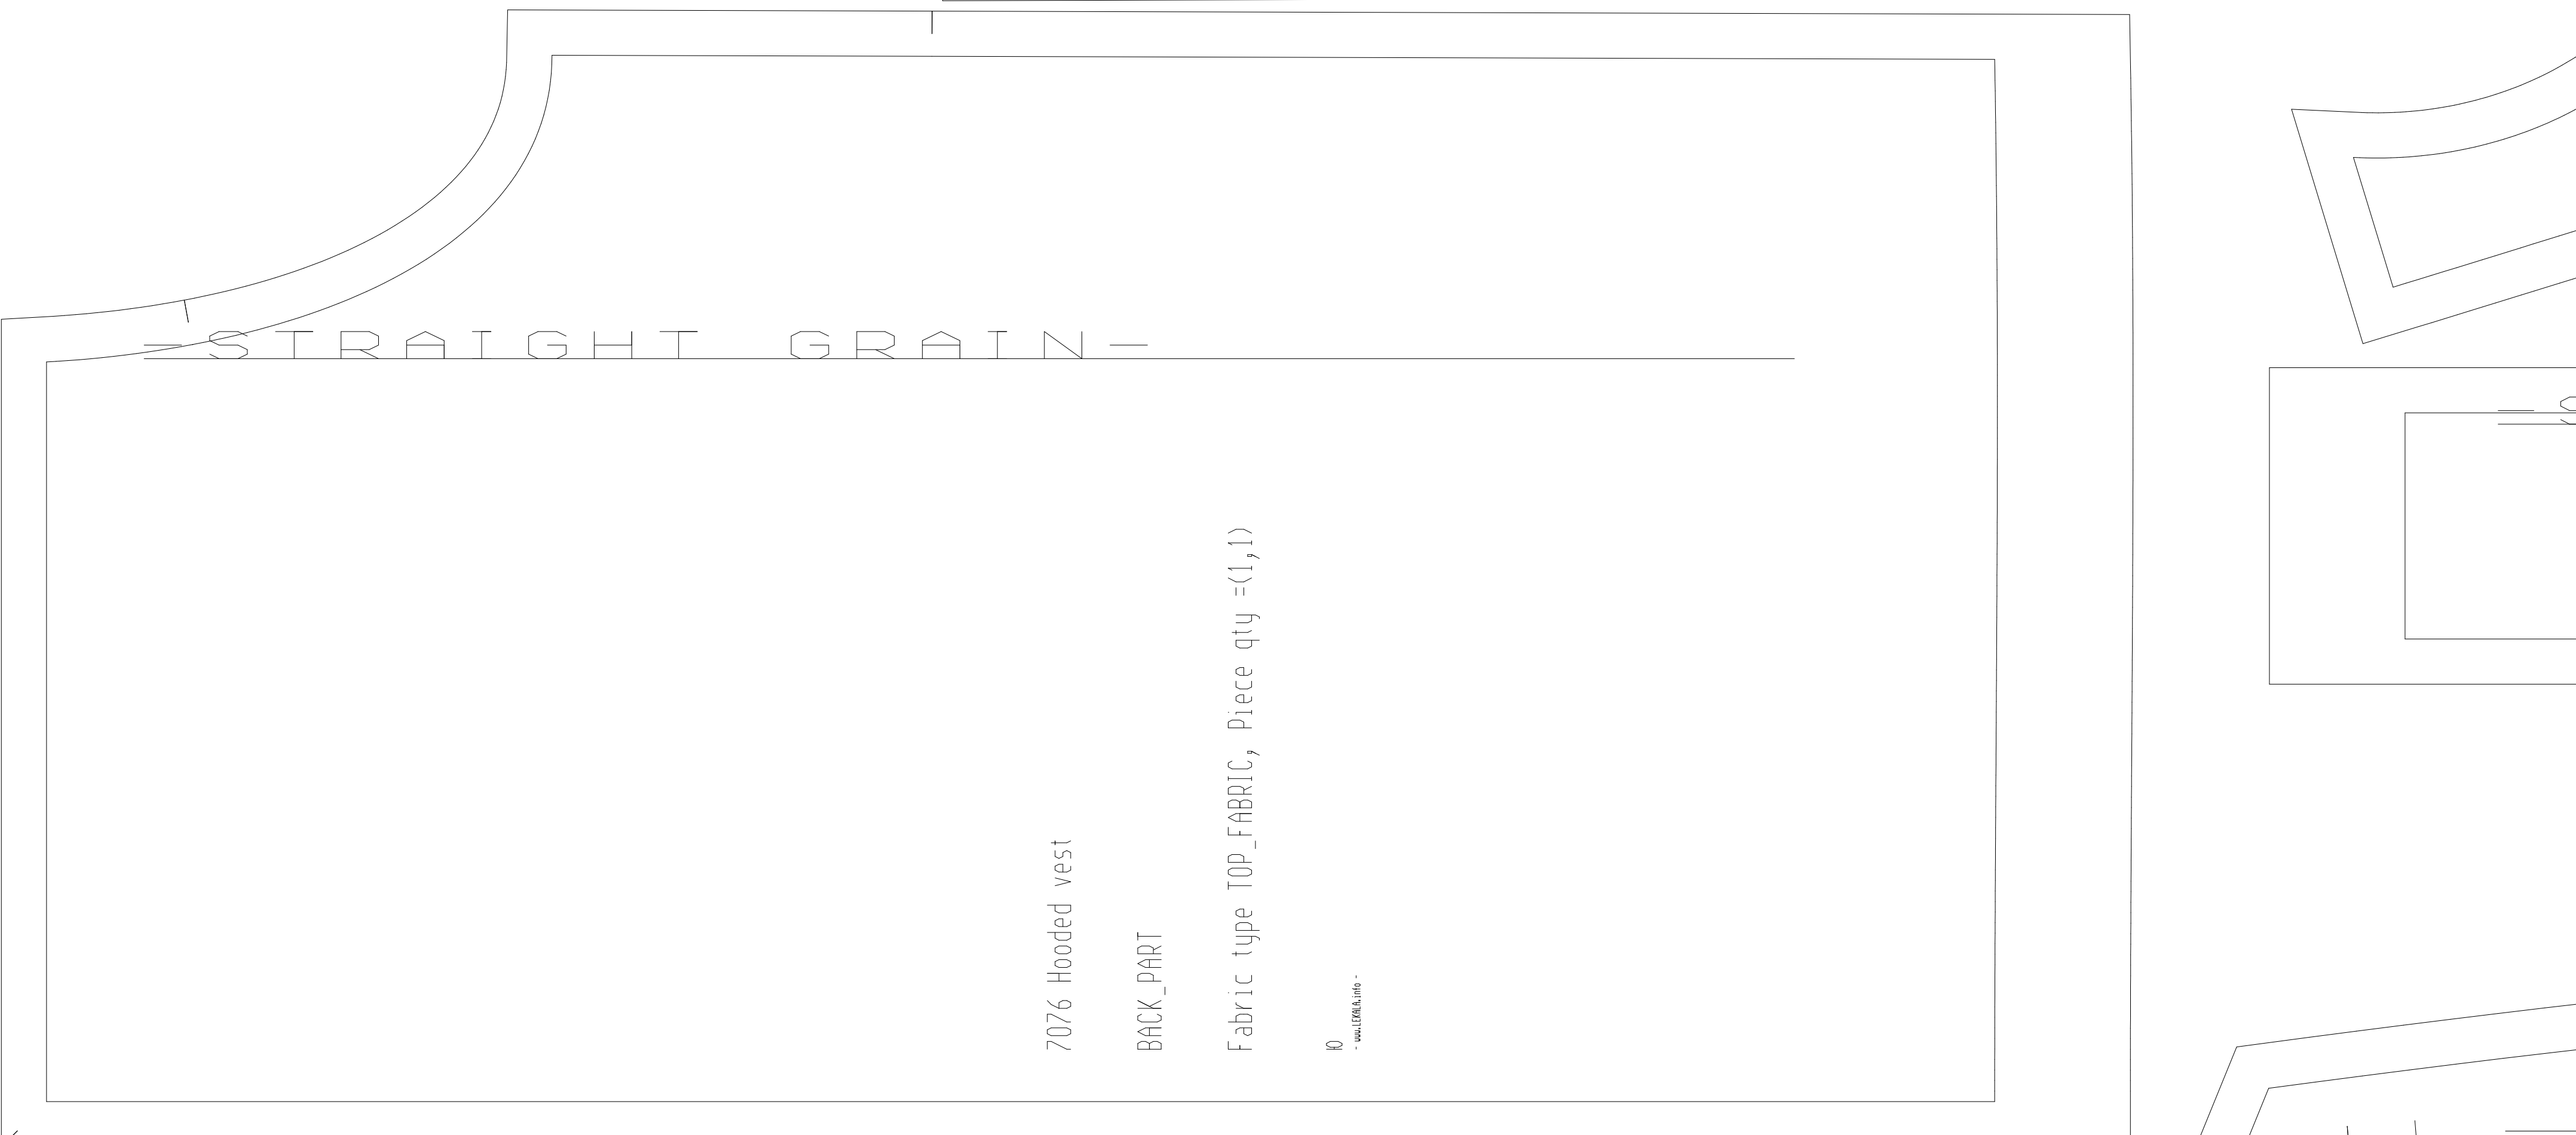 -STRAIGHT GRAIN-
7076 Hooded vest
BACK_PART
Fabric type TOP_FABRIC, Piece qty =(1,1)
Ю
- www.LEKALA.info -